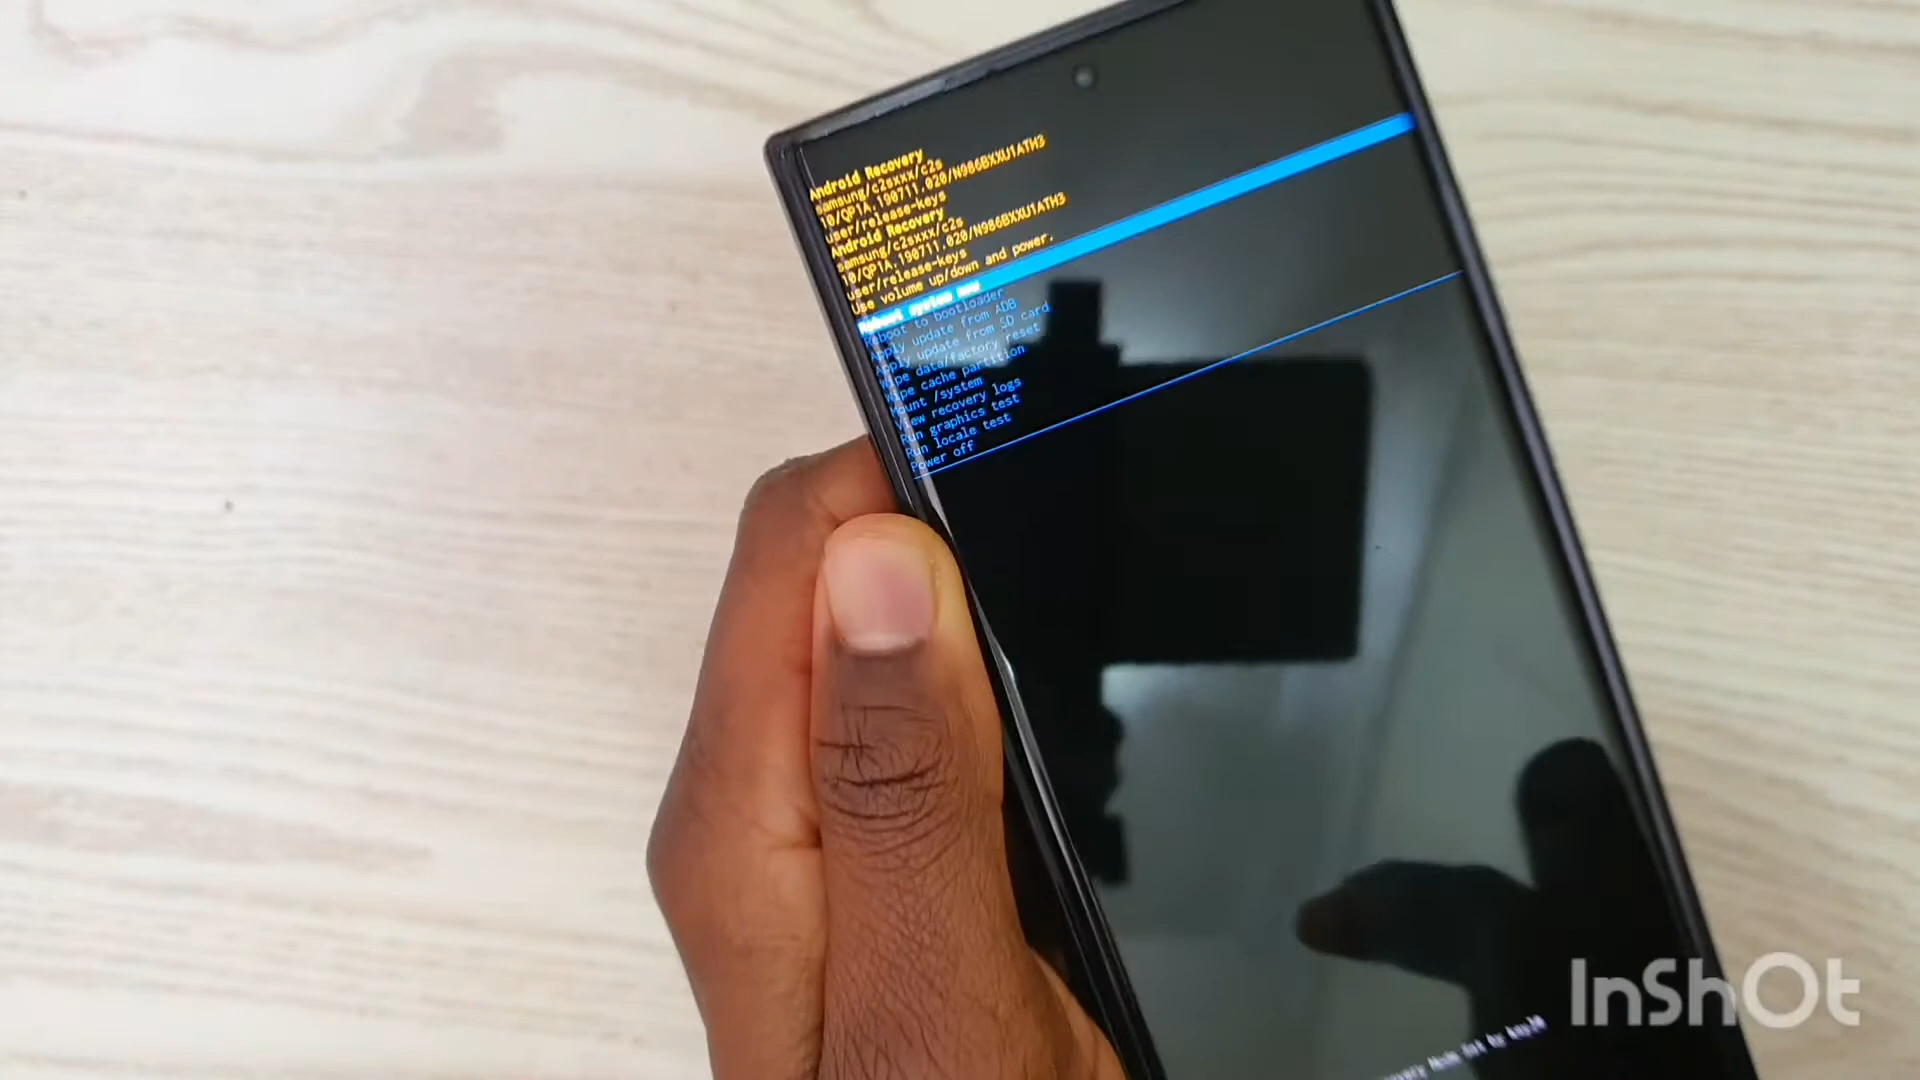 Android Recovery
samsung/c2sxxx/c2s
10/QP1A.190711.020/N986BXXU1ATH3
user/release-keys
Android Recovery
samsung/c2sxxx/c2s
10/QP1A.190711.020/N986BXXU1ATH3
user/release-keys
Use volume up/down and power.
Reboot system now
Reboot to bootloader
Apply update from ADB
Apply update from SD card
Wipe data/factory reset
Wipe cache partition
Mount /system
View recovery logs
Run graphics test
Run locale test
Power off
Mode
InShOt